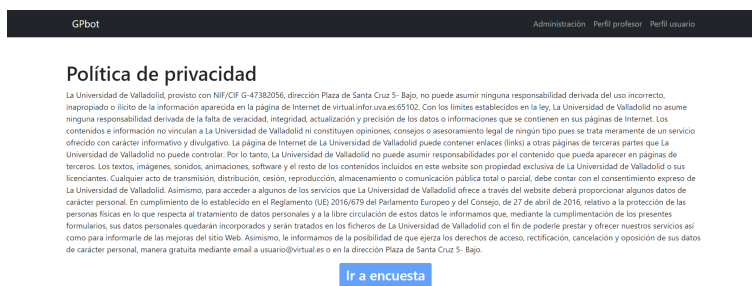 GPbot
Administración Perfil profesor Perfil usuario
Política de privacidad
La Universidad de Valladolid, provisto con NIF/CIF G-47382056, dirección Plaza de Santa Cruz 5- Bajo, no puede asumir ninguna responsabilidad derivada del uso incorrecto,
inapropiado o ilícito de la información aparecida en la página de Internet de virtual.infor.uva.es:65102. Con los límites establecidos en la ley, La Universidad de Valladolid no asume
ninguna responsabilidad derivada de la falta de veracidad, integridad, actualización y precisión de los datos o informaciones que se contienen en sus páginas de Internet. Los
contenidos e información no vinculan a La Universidad de Valladolid ni constituyen opiniones, consejos o asesoramiento legal de ningún tipo pues se trata meramente de un servicio
ofrecido con carácter informativo y divulgativo. La página de Internet de La Universidad de Valladolid puede contener enlaces (links) a otras páginas de terceras partes que La
Universidad de Valladolid no puede controlar. Por lo tanto, La Universidad de Valladolid no puede asumir responsabilidades por el contenido que pueda aparecer en páginas de
terceros. Los textos, imágenes, sonidos, animaciones, software y el resto de los contenidos incluidos en este website son propiedad exclusiva de La Universidad de Valladolid o sus
licenciantes. Cualquier acto de transmisión, distribución, cesión, reproducción, almacenamiento o comunicación pública total o parcial, debe contar con el consentimiento expreso de
La Universidad de Valladolid. Asimismo, para acceder a algunos de los servicios que La Universidad de Valladolid ofrece a través del website deberá proporcionar algunos datos de
carácter personal. En cumplimiento de lo establecido en el Reglamento (UE) 2016/679 del Parlamento Europeo y del Consejo, de 27 de abril de 2016, relativo a la protección de las
personas físicas en lo que respecta al tratamiento de datos personales y a la libre circulación de estos datos le informamos que, mediante la cumplimentación de los presentes
formularios, sus datos personales quedarán incorporados y serán tratados en los ficheros de La Universidad de Valladolid con el fin de poderle prestar y ofrecer nuestros servicios así
como para informarle de las mejoras del sitio Web. Asimismo, le informamos de la posibilidad de que ejerza los derechos de acceso, rectificación, cancelación y oposición de sus datos
de carácter personal, manera gratuita mediante email a usuario@virtual.es o en la dirección Plaza de Santa Cruz 5- Bajo.
Ir a encuesta